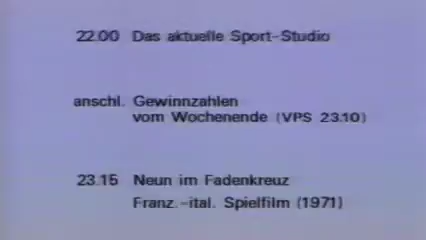 22.00 Das aktuelle Sport-Studio
anschl. Gewinnzahlen
vom Wochenende (VPS 23.10)
23.15 Neun im Fadenkreuz
Franz.-ital. Spielfilm (1971)